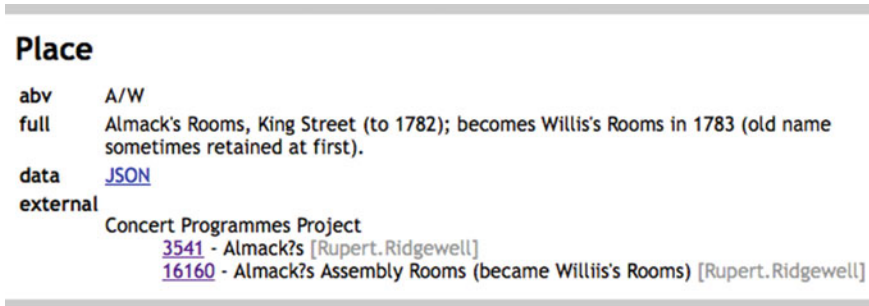 Place
abv A/W
full Almack's Rooms, King Street (to 1782); becomes Willis's Rooms in 1783 (old name
sometimes retained at first).
data JSON
external
Concert Programmes Project
3541 - Almack?s [Rupert.Ridgewell]
16160 - Almack?s Assembly Rooms (became Williis's Rooms) [Rupert.Ridgewell]